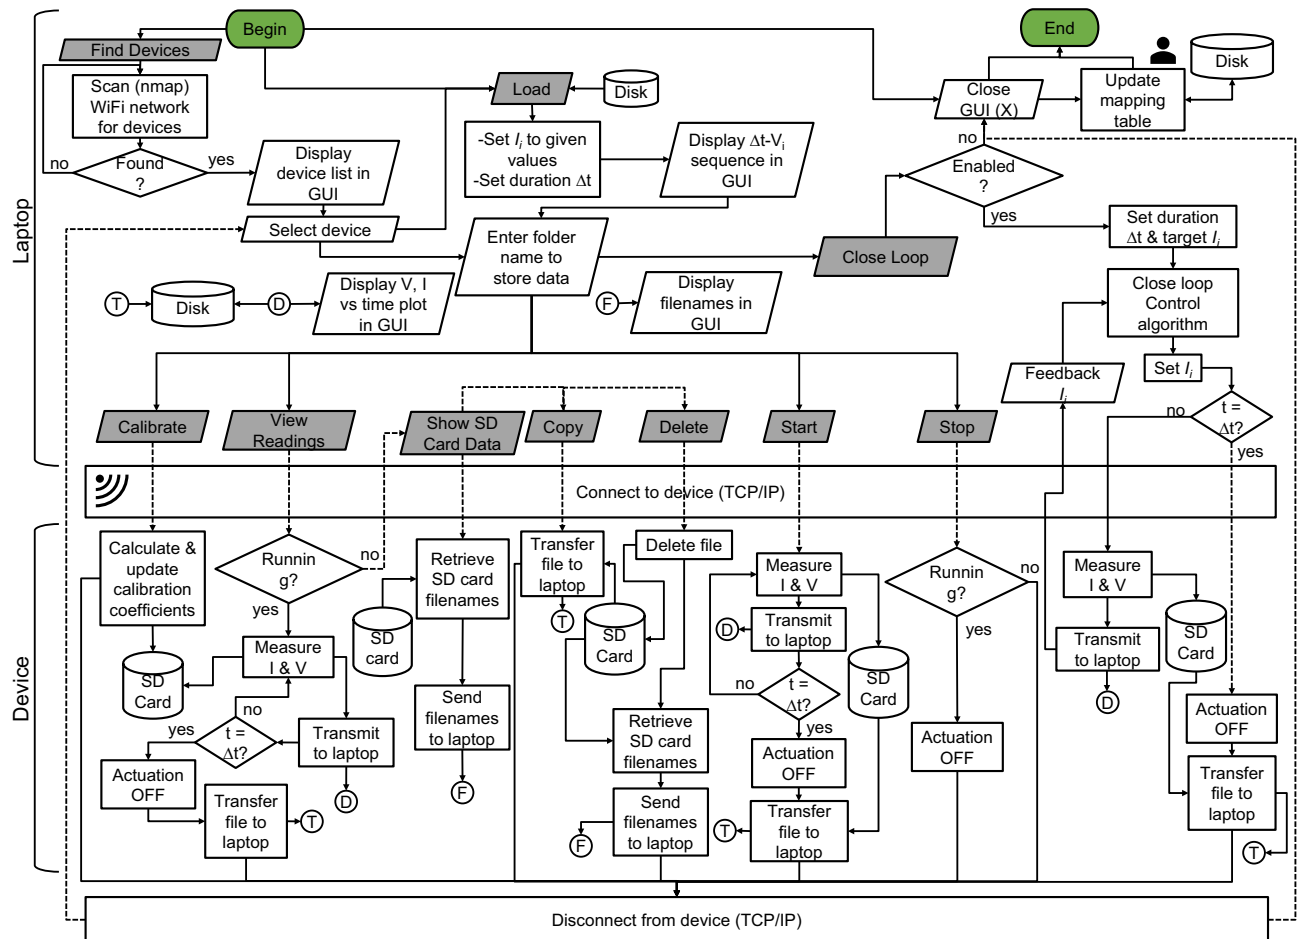 Begin
End
Find Devices
Scan (nmap)
WiFi network
for devices
no
Found
?
yes
Display
device list in
GUI
Select device
Load
Disk
-Set Ii to given
values
-Set duration Δt
Display Δt-Vi
sequence in
GUI
Close
GUI (X)
Update
mapping
table
Disk
no
Enabled
?
yes
Laptop
Enter folder
name to
store data
Close Loop
Set duration
Δt & target Ii
T
Disk
D
Display V, I
vs time plot
in GUI
F
Display
filenames in
GUI
Close loop
Control
algorithm
Feedback
Ii
Set Ii
no
t =
Δt?
yes
Calibrate
View
Readings
Show SD
Card Data
Copy
Delete
Start
Stop
Connect to device (TCP/IP)
Device
Calculate &
update
calibration
coefficients
SD
Card
Runnin
g?
no
yes
Measure
I & V
no
t =
Δt?
yes
Transmit
to laptop
D
Actuation
OFF
Transfer
file to
laptop
T
SD
card
Retrieve
SD card
filenames
Send
filenames
to laptop
F
Transfer
file to
laptop
T
Delete file
SD
Card
Retrieve
SD card
filenames
Send
filenames
to laptop
F
Measure
I & V
D
Transmit
to laptop
no
t =
Δt?
yes
SD
Card
Actuation
OFF
T
Transfer
file to
laptop
Runnin
g?
no
yes
Actuation
OFF
Measure
I & V
Transmit
to laptop
D
SD
Card
Actuation
OFF
Transfer
file to
laptop
T
Disconnect from device (TCP/IP)